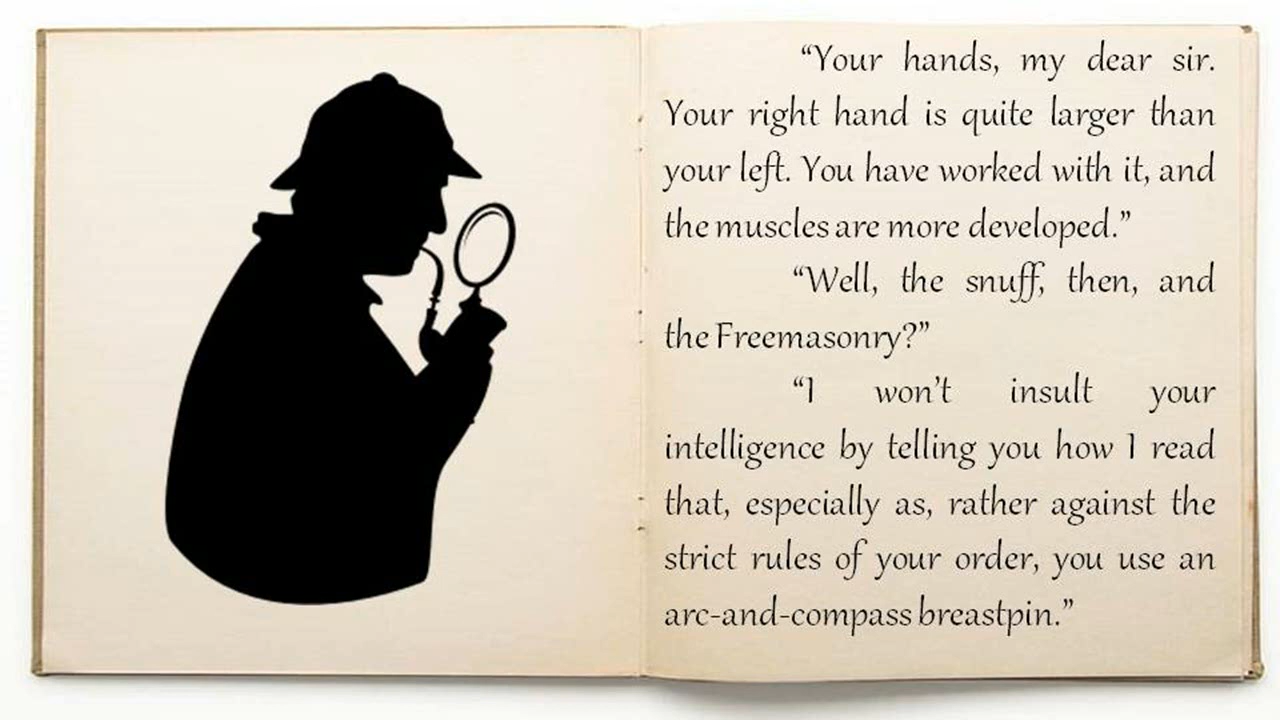 “Your hands, my dear sir.
Your right hand is quite larger than
your left. You have worked with it, and
the muscles are more developed.”
“Well, the snuff, then, and
the Freemasonry?”
“I won’t insult your
intelligence by telling you how I read
that, especially as, rather against the
strict rules of your order, you use an
arc-and-compass breastpin.”